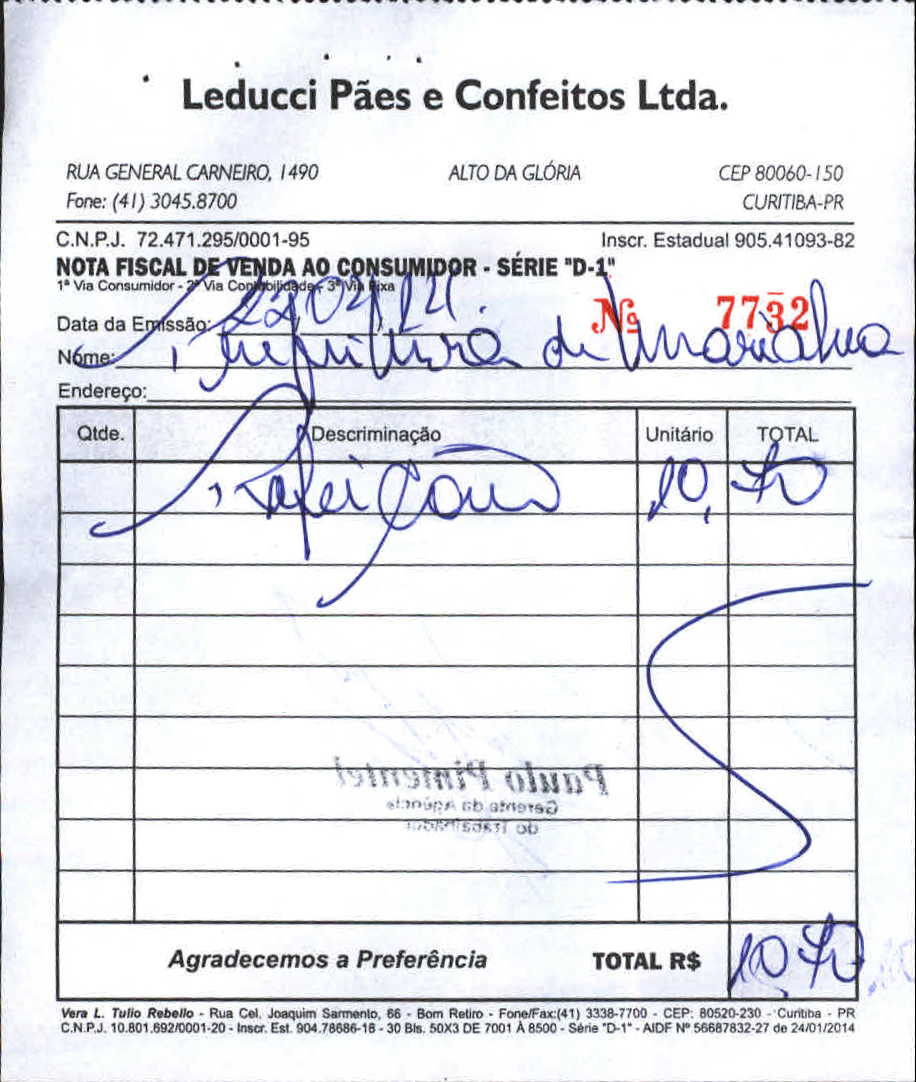 Leducci Pães e Confeitos Ltda.
RUA GENERAL CARNEIRO, 1490 ALTO DA GLÓRIA CEP 80060-150
Fone: (41) 3045.8700 CURITIBA-PR
C.N.P.J. 72.471.295/0001-95 Inscr. Estadual 905.41093-82
NOTA FISCAL DE VENDA AO CONSUMIDOR - SÉRIE "D-1"
1ª Via Consumidor - 2ª Via Contabilidade - 3ª Via Fixa
Data da Emissão: Nº 7732
Nome: Prefeitura de Marialva
Endereço:
Qtde. Descriminação Unitário TOTAL
Refeição 10,70
Paulo Pimentel
Gerente da Agência
do Trabalhador
Agradecemos a Preferência TOTAL R$ 10,70
Vera L. Tulio Rebello - Rua Cel. Joaquim Sarmento, 66 - Bom Retiro - Fone/Fax:(41) 3338-7700 - CEP: 80520-230 - Curitiba - PR
C.N.P.J. 10.801.692/0001-20 - Inscr. Est. 904.78686-16 - 30 Bls. 50X3 DE 7001 À 8500 - Série "D-1" - AIDF Nº 56687832-27 de 24/01/2014